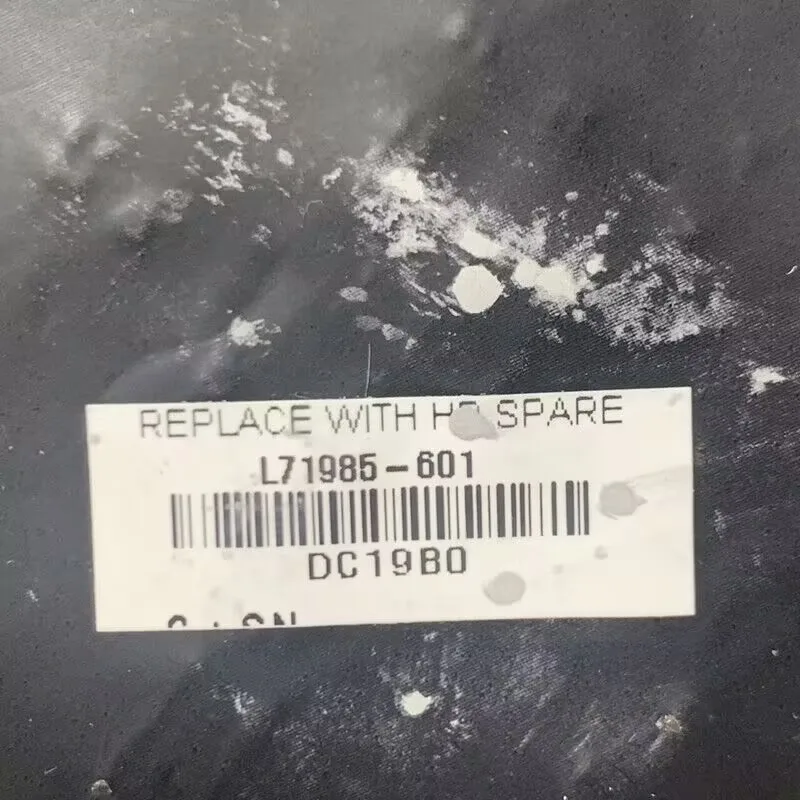 REPLACE WITH HP SPARE
L71985-601
DC19B0